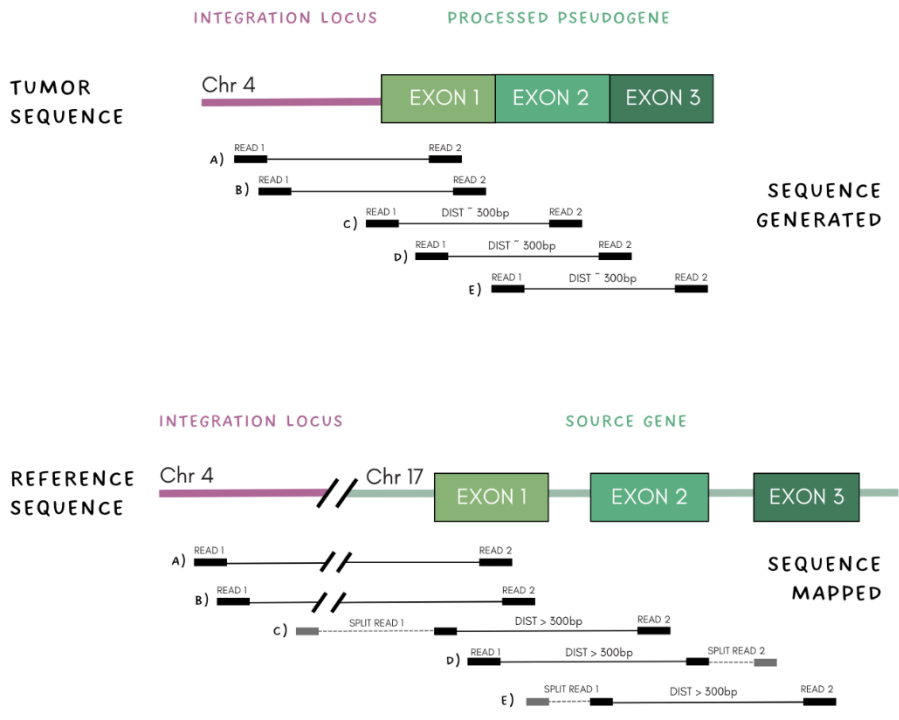 INTEGRATION LOCUS
PROCESSED PSEUDOGENE
TUMOR
SEQUENCE
Chr 4
EXON 1
EXON 2
EXON 3
A)
READ 1
READ 2
B)
READ 1
READ 2
C)
READ 1
DIST ~ 300bp
READ 2
D)
READ 1
DIST ~ 300bp
READ 2
E)
READ 1
DIST ~ 300bp
READ 2
SEQUENCE
GENERATED
INTEGRATION LOCUS
SOURCE GENE
REFERENCE
SEQUENCE
Chr 4
Chr 17
EXON 1
EXON 2
EXON 3
A)
READ 1
READ 2
B)
READ 1
READ 2
C)
SPLIT READ 1
DIST > 300bp
READ 2
D)
READ 1
DIST > 300bp
SPLIT READ 2
E)
SPLIT READ 1
DIST > 300bp
READ 2
SEQUENCE
MAPPED